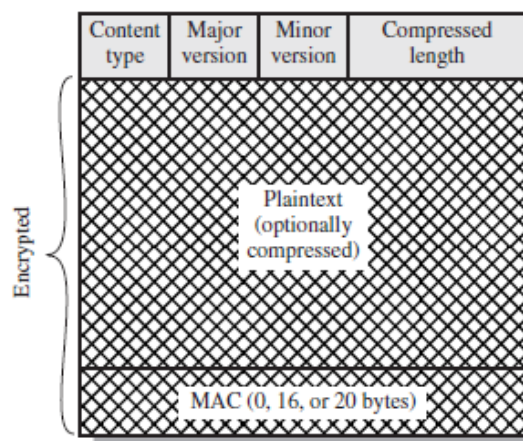 Content type
Major version
Minor version
Compressed length
Encrypted
Plaintext
(optionally
compressed)
MAC (0, 16, or 20 bytes)